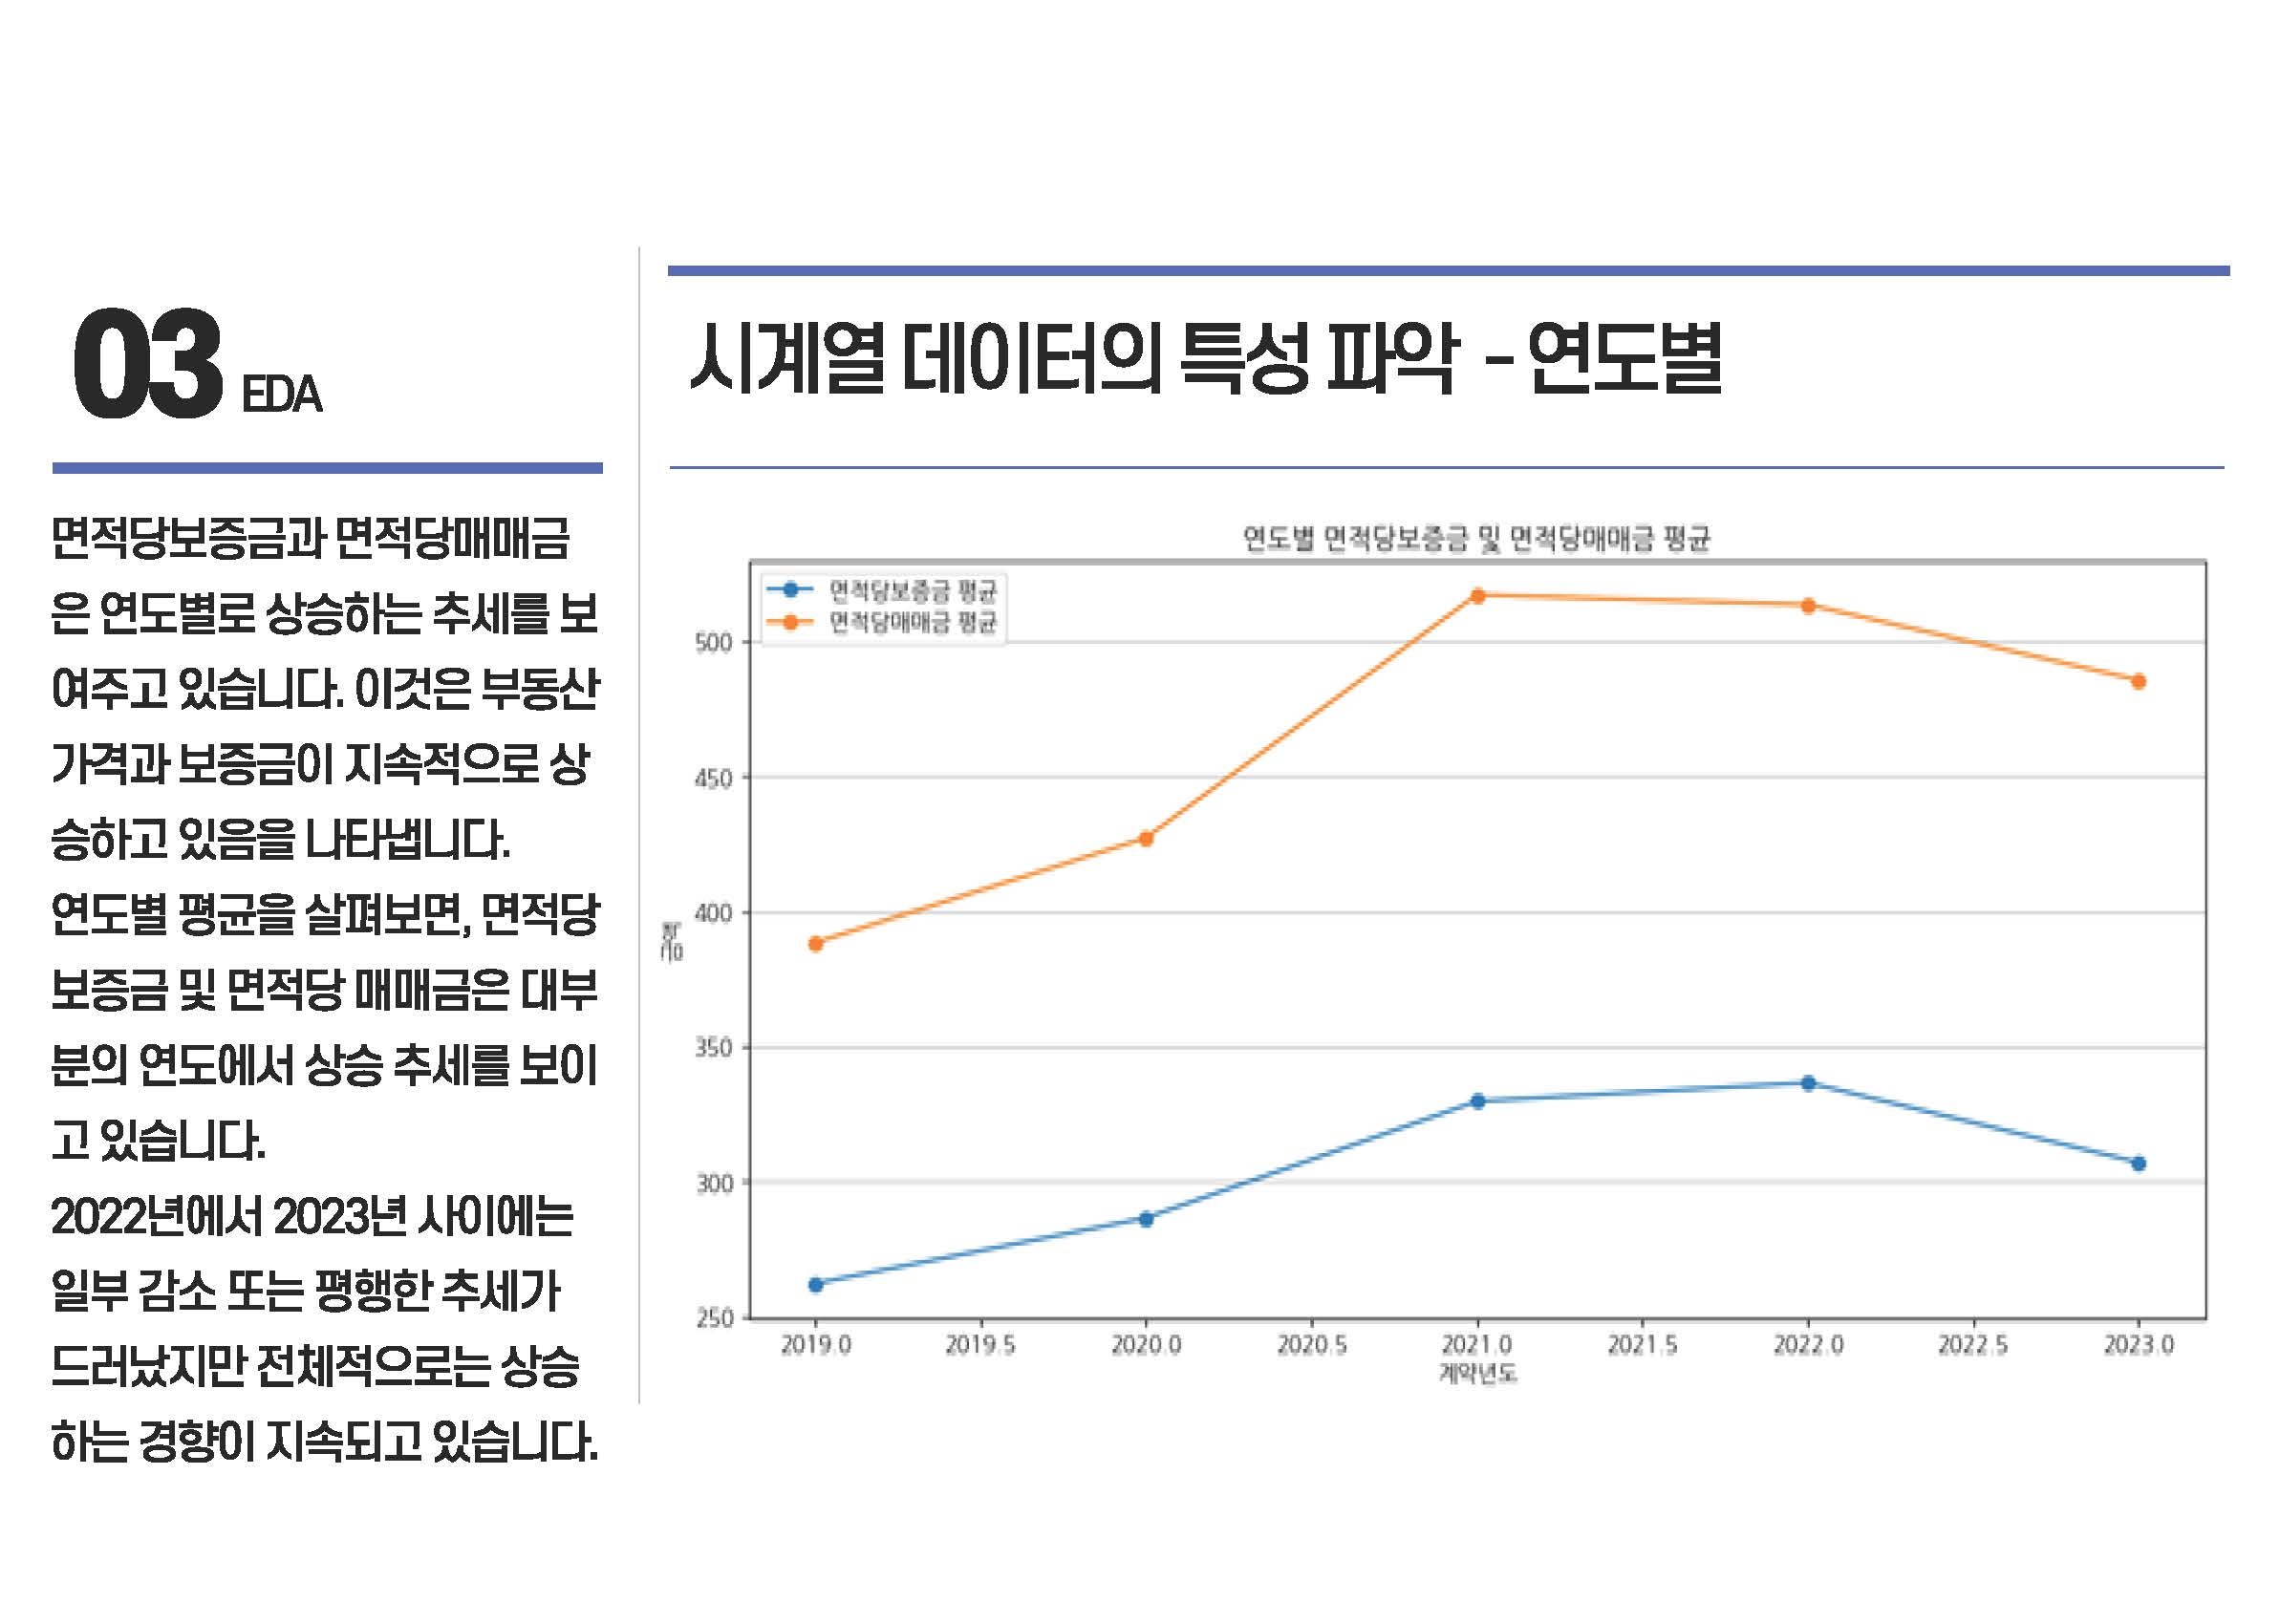 03 EDA
면적당보증금과 면적당매매금
은 연도별로 상승하는 추세를 보
여주고 있습니다. 이것은 부동산
가격과 보증금이 지속적으로 상
승하고 있음을 나타냅니다.
연도별 평균을 살펴보면, 면적당
보증금 및 면적당 매매금은 대부
분의 연도에서 상승 추세를 보이
고 있습니다.
2022년에서 2023년 사이에는
일부 감소 또는 평행한 추세가
드러났지만 전체적으로는 상승
하는 경향이 지속되고 있습니다.
시계열 데이터의 특성 파악 - 연도별
연도별 면적당보증금 및 면적당매매금 평균
면적당보증금 평균
면적당매매금 평균
500
450
400
350
300
250
평균
2019.0 2019.5 2020.0 2020.5 2021.0 2021.5 2022.0 2022.5 2023.0
계약년도